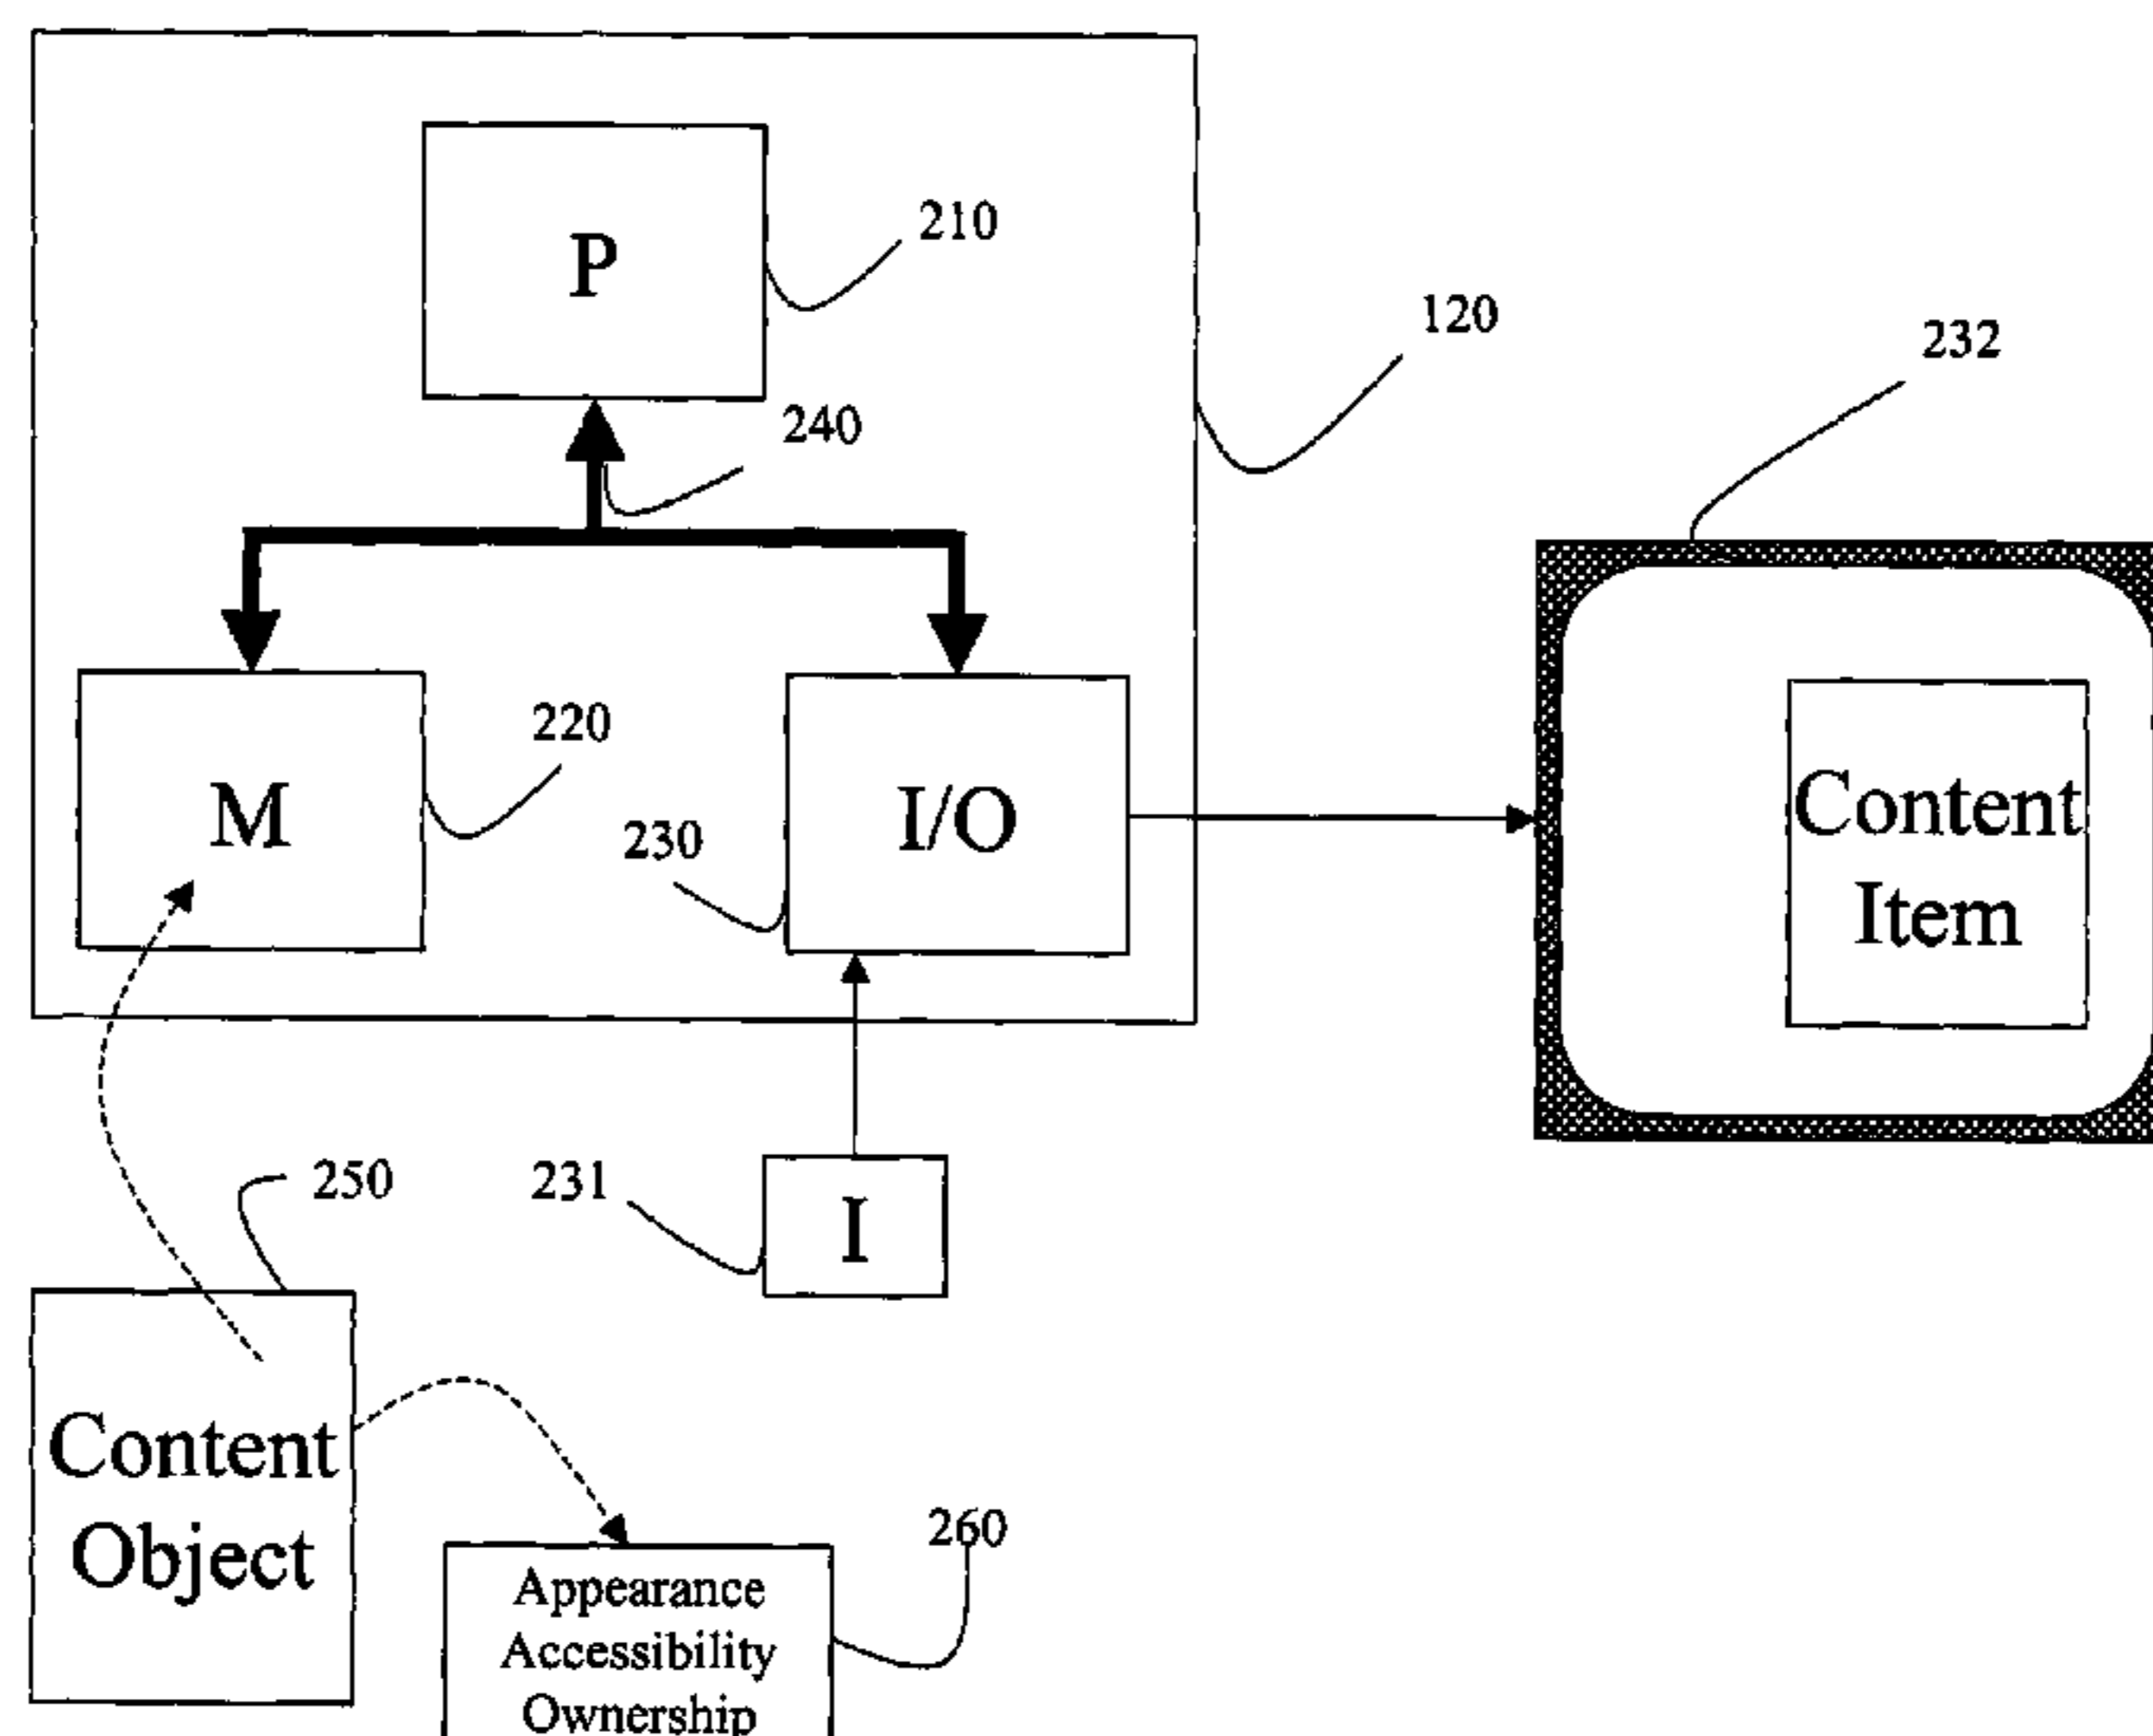 P
210
120
232
240
220
M
230
I/O
Content
Item
250
231
I
Content
Object
260
Appearance
Accessibility
Ownership